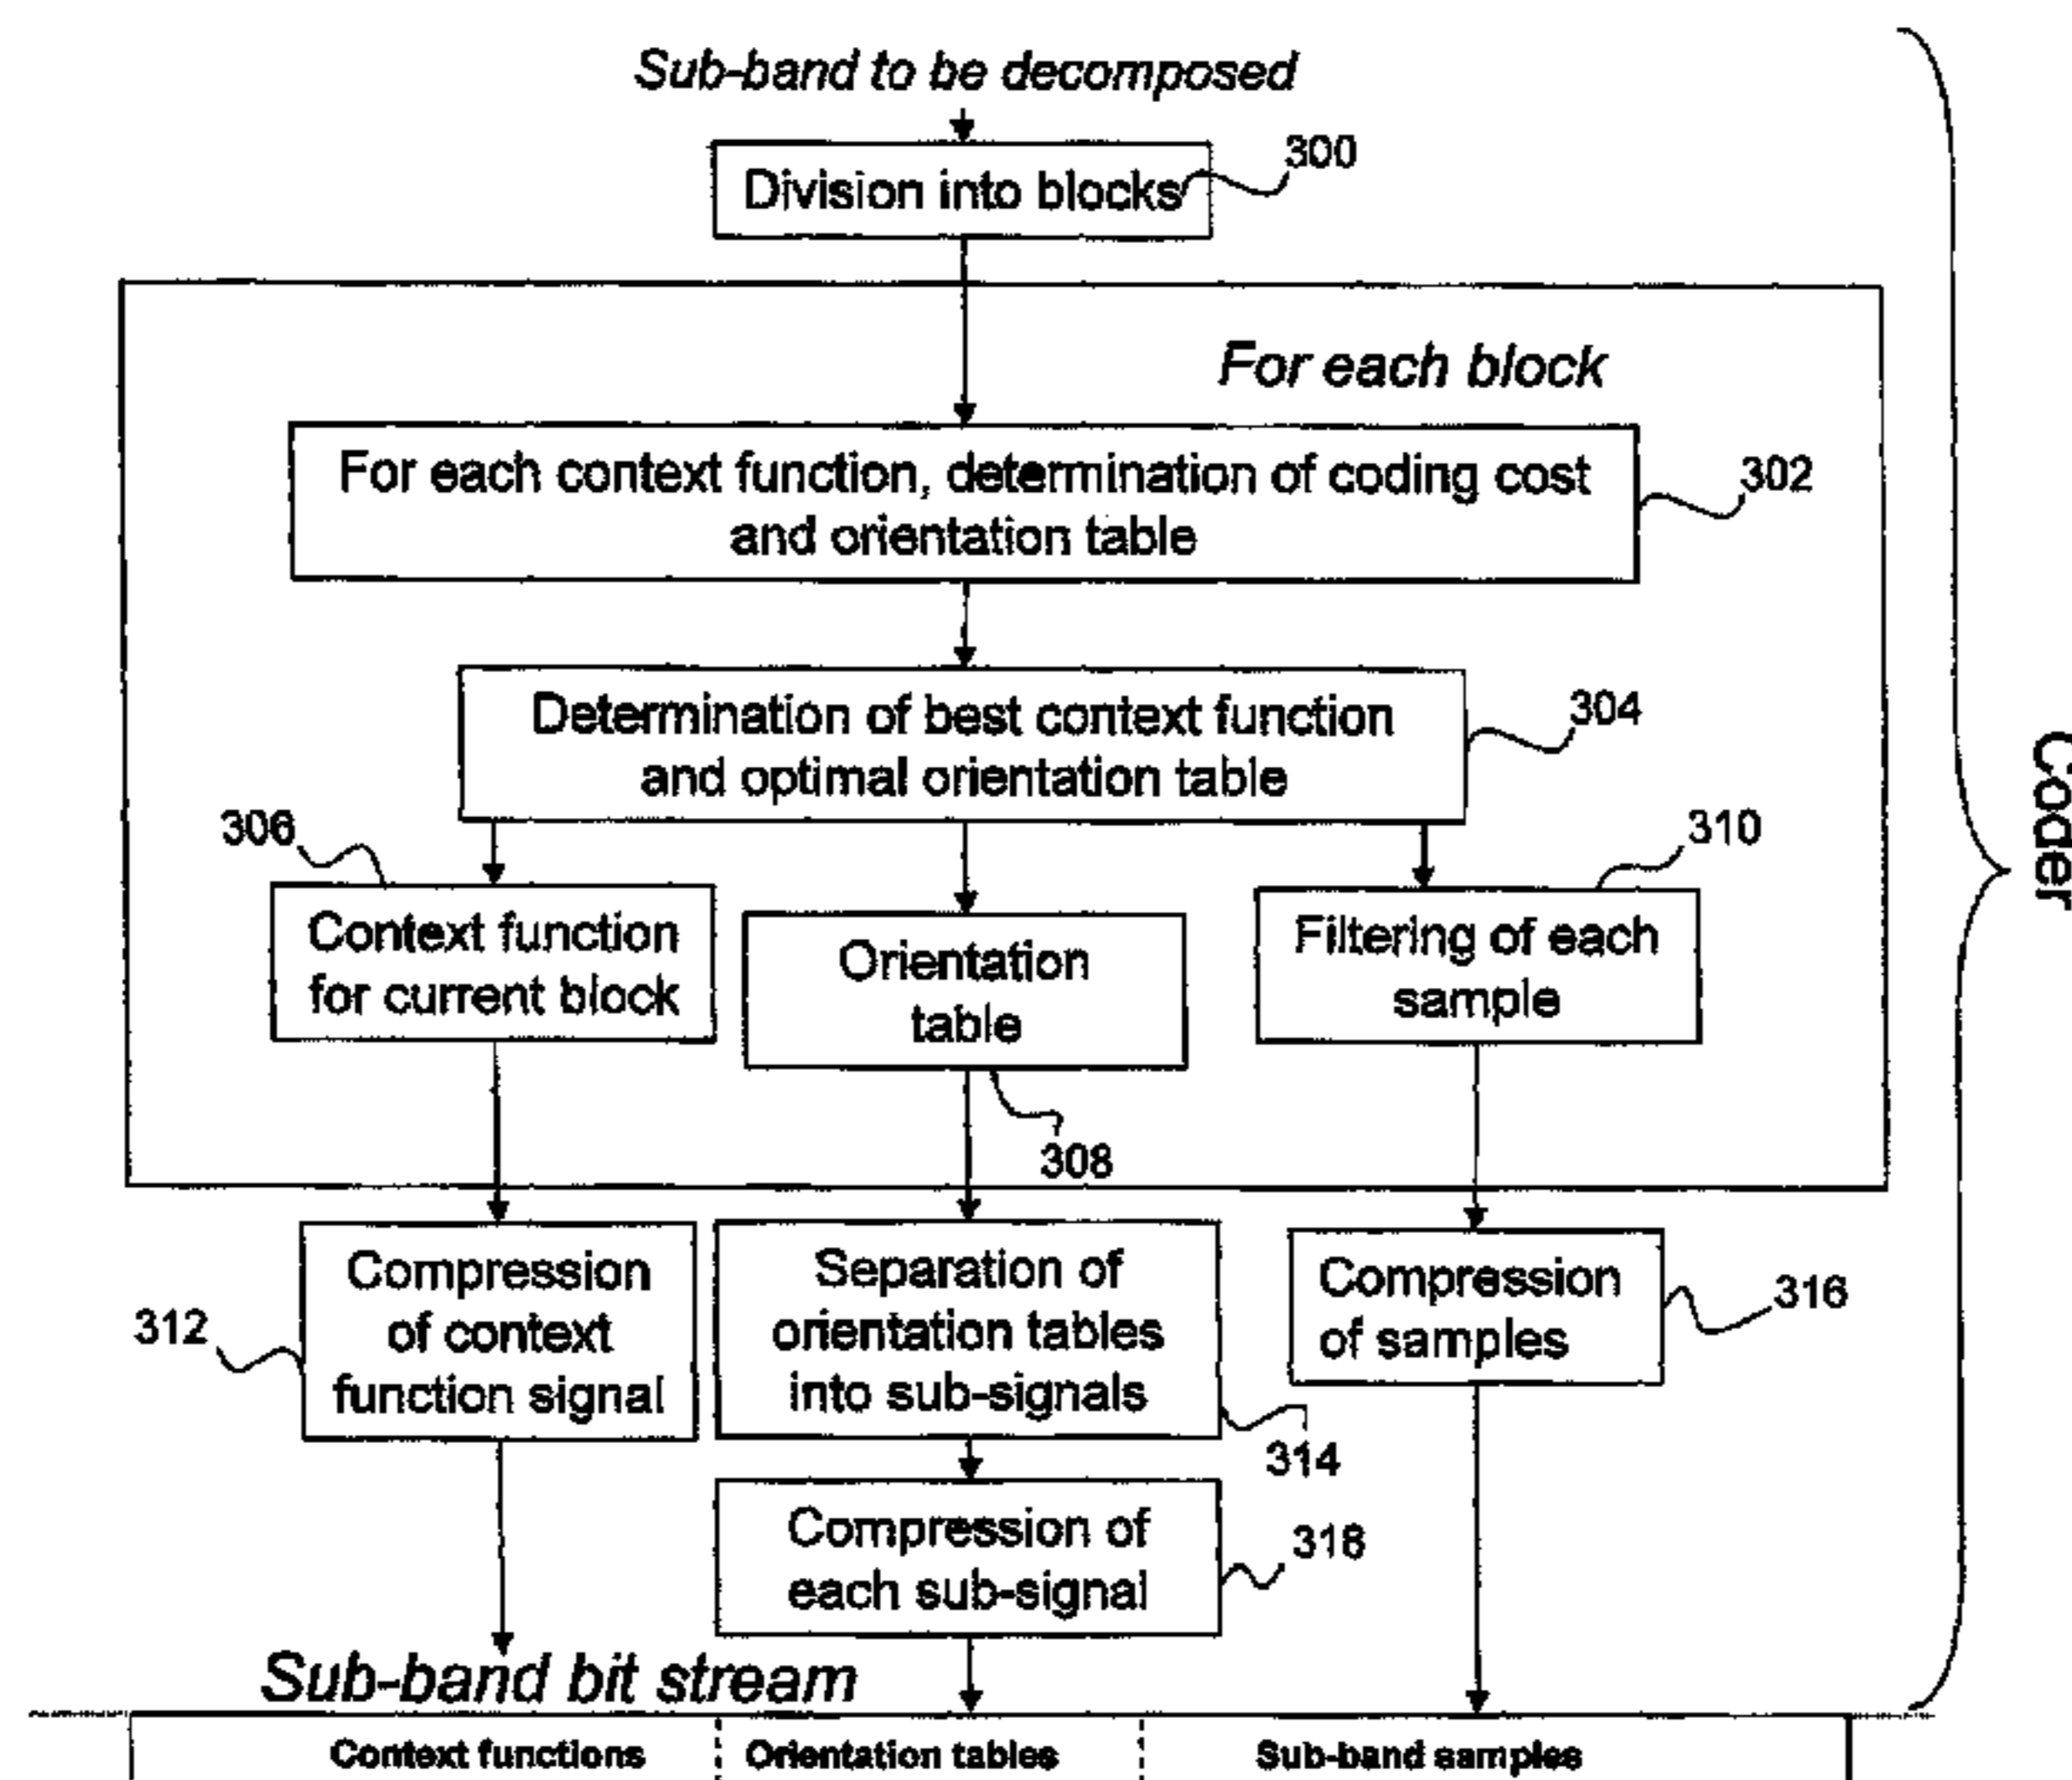 Sub-band to be decomposed
300
Division into blocks
For each block
For each context function, determination of coding cost
and orientation table
302
Determination of best context function
and optimal orientation table
304
306
310
Context function
for current block
Orientation
table
Filtering of each
sample
308
Compression
of context
function signal
312
Separation of
orientation tables
into sub-signals
314
Compression
of samples
316
Compression of
each sub-signal
318
Sub-band bit stream
Context functions
Orientation tables
Sub-band samples
Coder